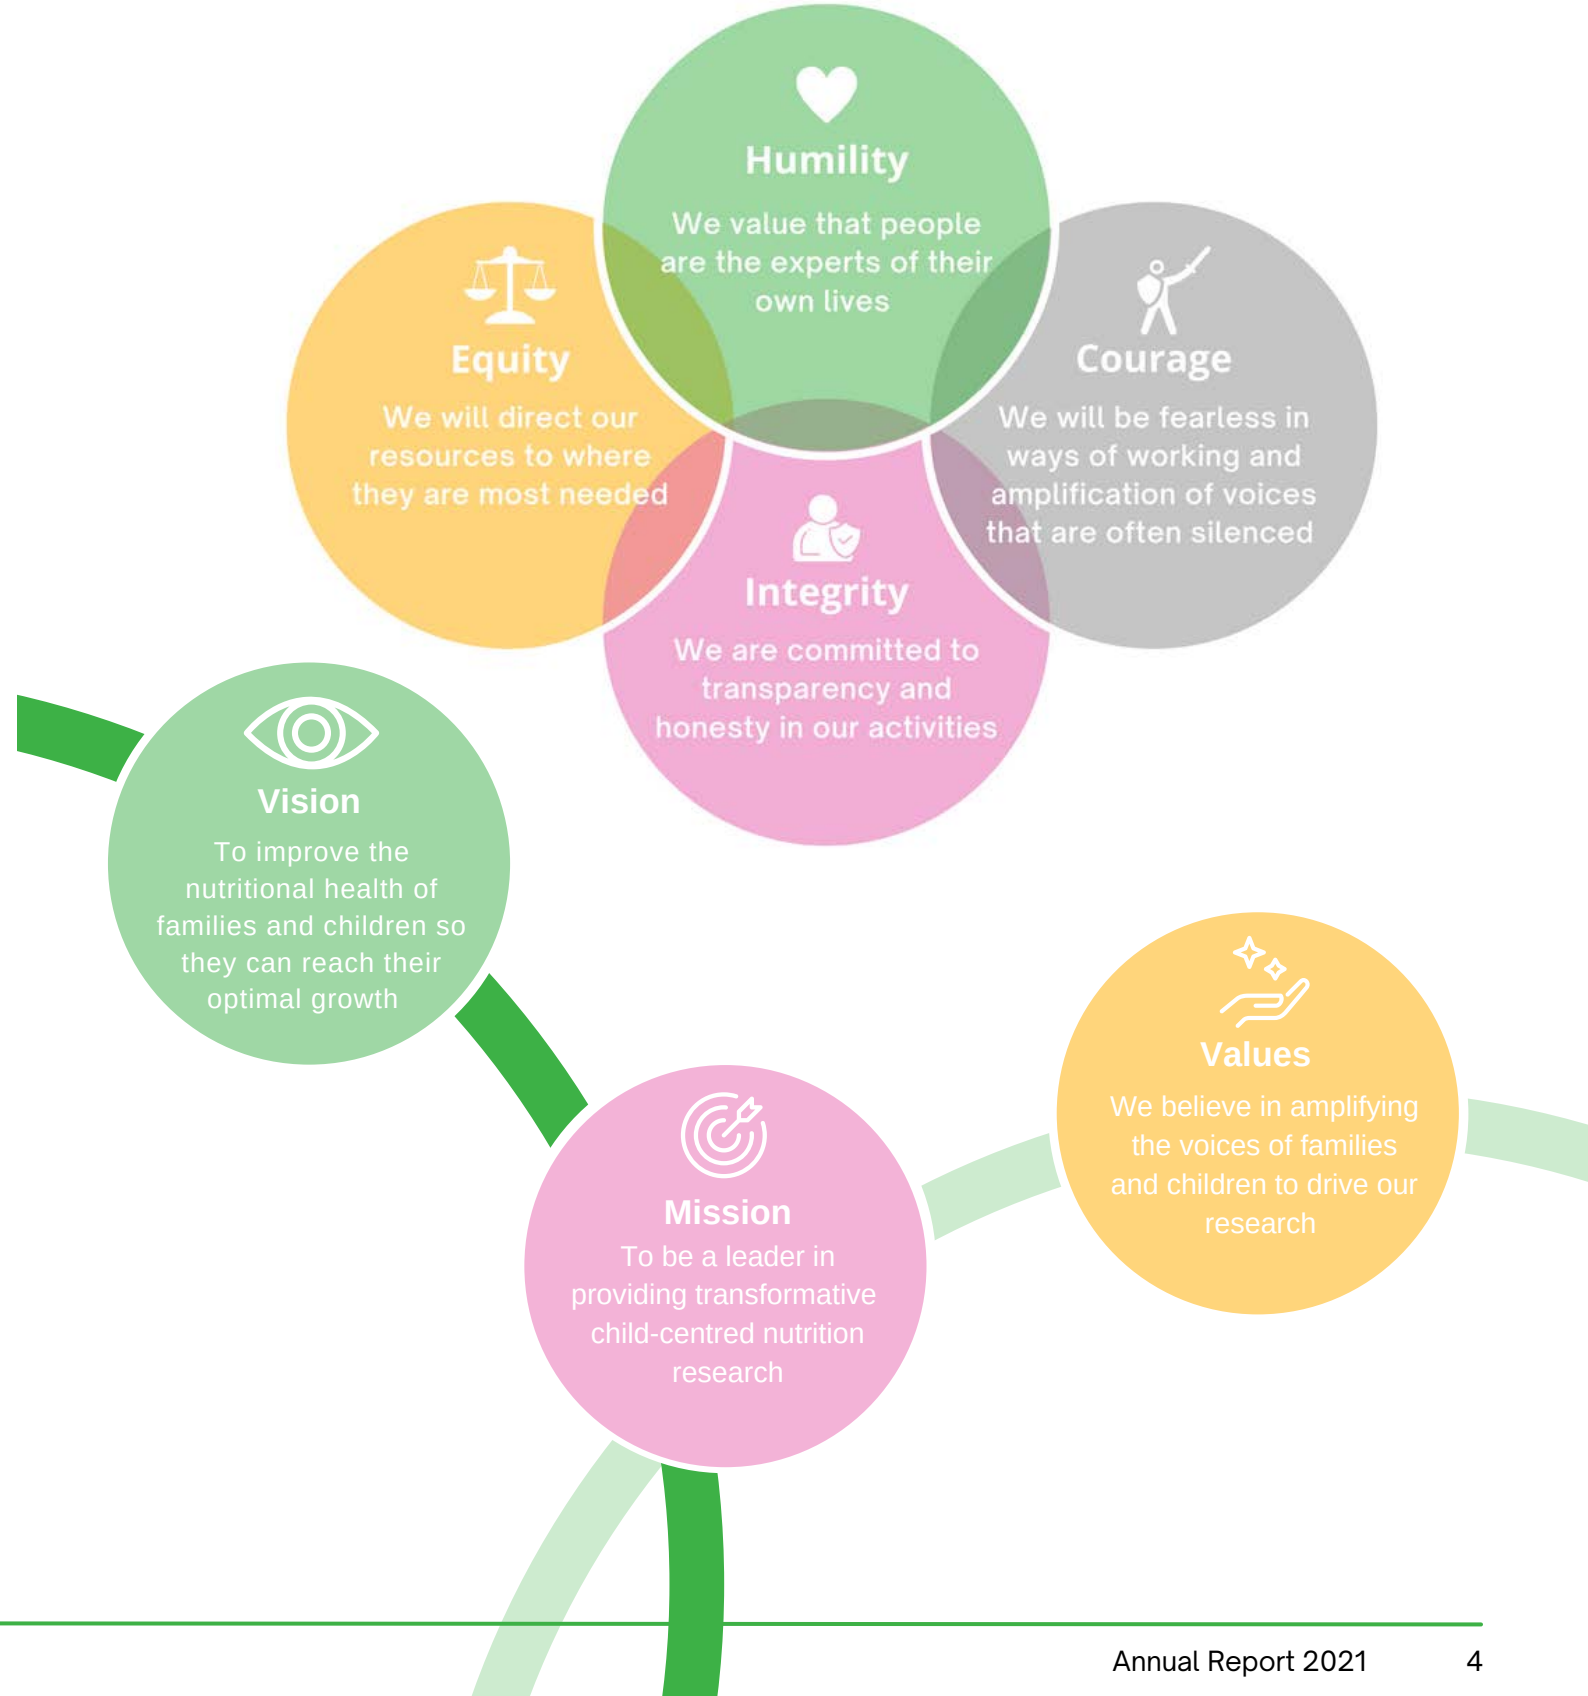 Humility
We value that people
are the experts of their
own lives
Equity
We will direct our
resources to where
they are most needed
Courage
We will be fearless in
ways of working and
amplification of voices
that are often silenced
Integrity
We are committed to
transparency and
honesty in our activities
Vision
To improve the
nutritional health of
families and children so
they can reach their
optimal growth
Mission
To be a leader in
providing transformative
child-centred nutrition
research
Values
We believe in amplifying
the voices of families
and children to drive our
research
Annual Report 2021
4